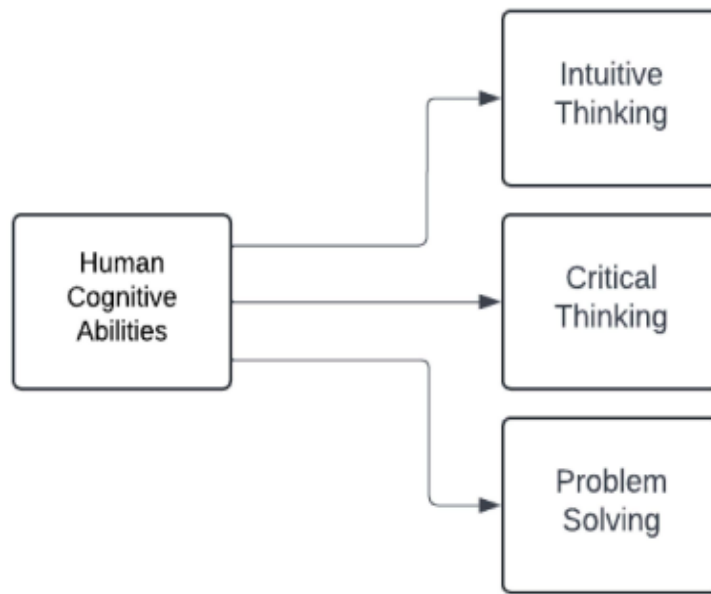 Intuitive
Thinking
Human
Cognitive
Abilities
Critical
Thinking
Problem
Solving